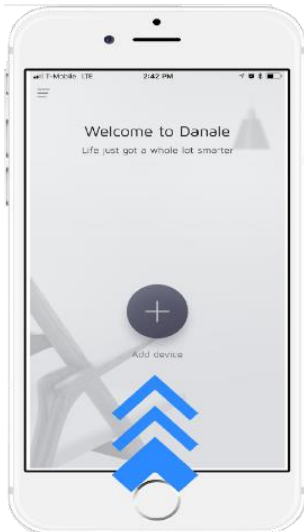 T-Mobile LTE 2:42 PM
Welcome to Danale
Life just got a whole lot smarter
Add device